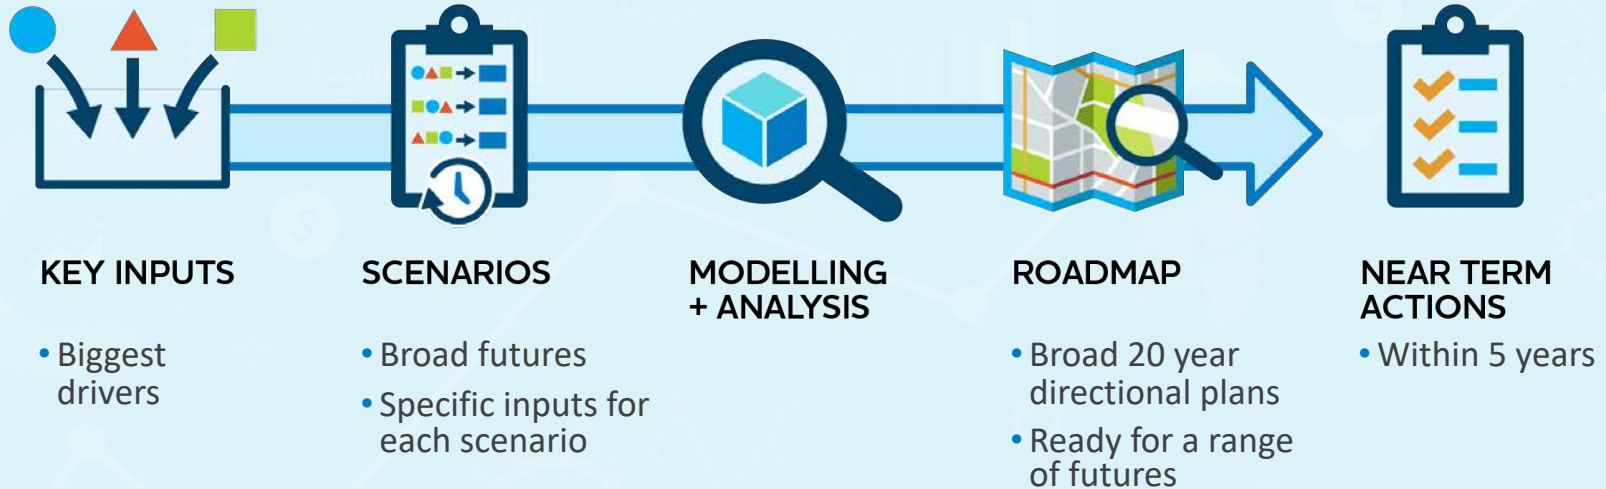 KEY INPUTS
• Biggest
drivers
SCENARIOS
• Broad futures
• Specific inputs for
each scenario
MODELLING
+ ANALYSIS
ROADMAP
• Broad 20 year
directional plans
• Ready for a range
of futures
NEAR TERM
ACTIONS
• Within 5 years